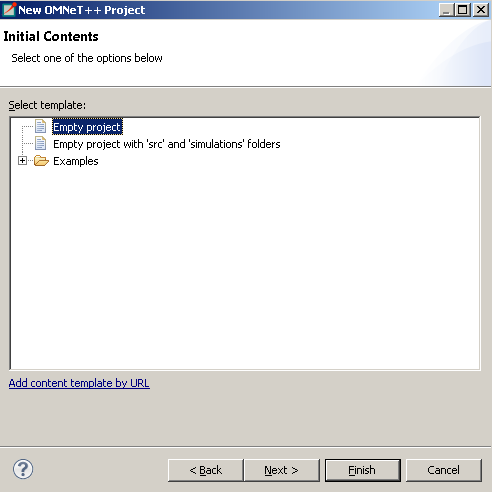 New OMNeT++ Project
Initial Contents
Select one of the options below
Select template:
Empty project
Empty project with 'src' and 'simulations' folders
Examples
Add content template by URL
?
< Back
Next >
Finish
Cancel